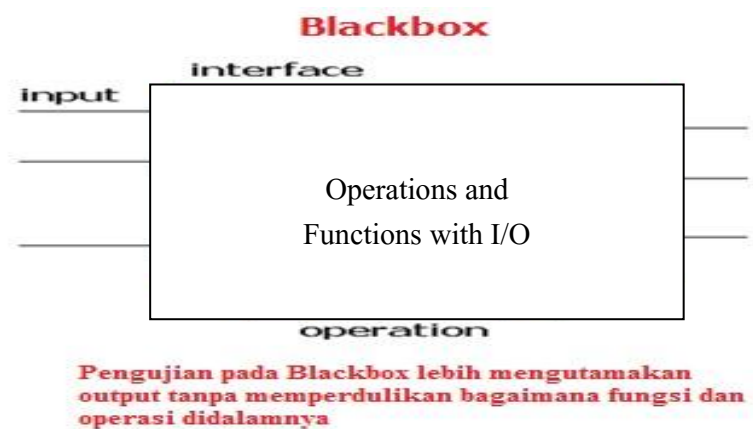 Blackbox
interface
input
Operations and
Functions with I/O
operation
Pengujian pada Blackbox lebih mengutamakan
output tanpa memperdulikan bagaimana fungsi dan
operasi didalamnya